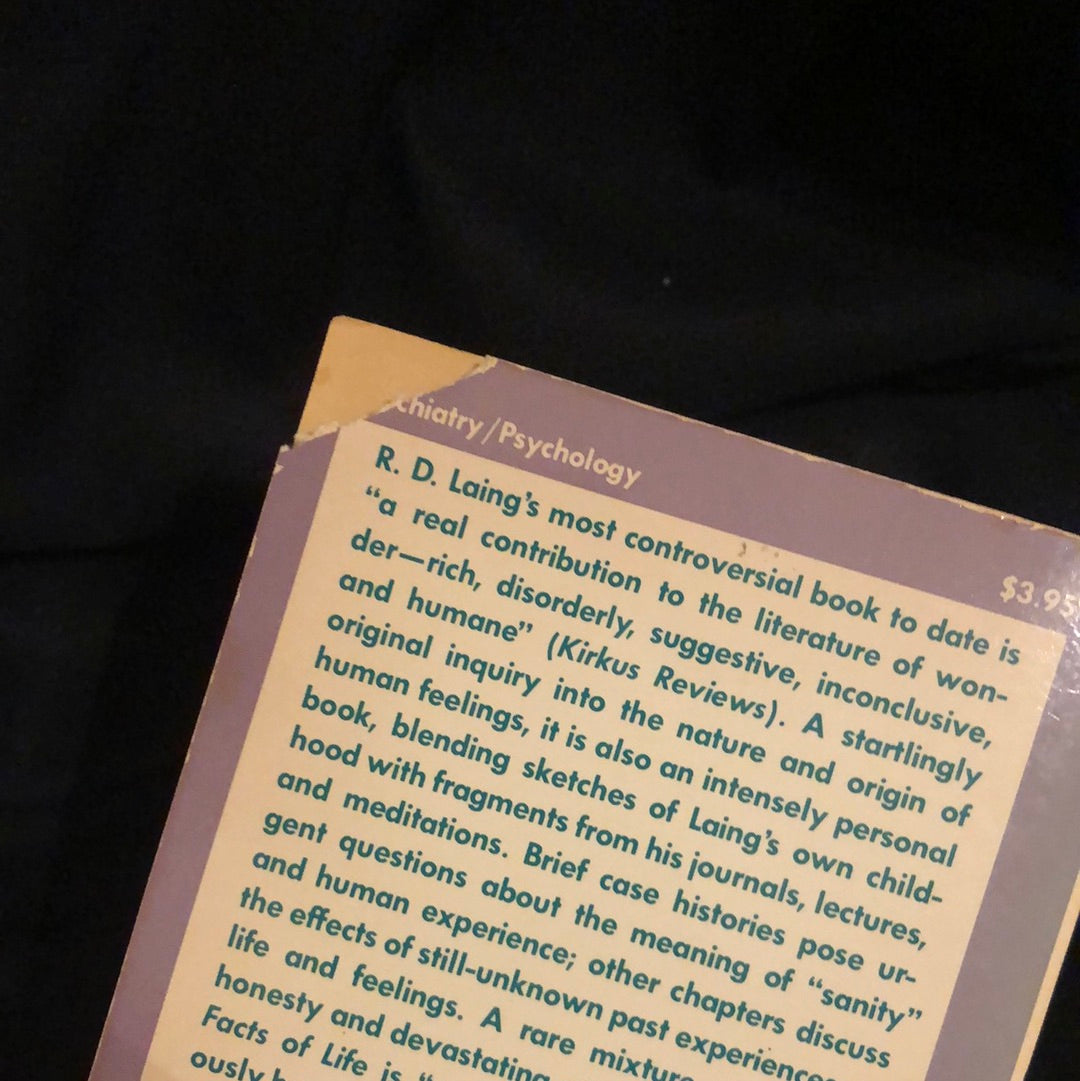 chiatry/Psychology
$3.95
R. D. Laing's most controversial book to date is
“a real contribution to the literature of won-
der—rich, disorderly, suggestive, inconclusive,
and humane” (Kirkus Reviews). A startlingly
original inquiry into the nature and origin of
human feelings, it is also an intensely personal
book, blending sketches of Laing's own child-
hood with fragments from his journals, lectures,
and meditations. Brief case histories pose ur-
gent questions about the meaning of “sanity”
and human experience; other chapters discuss
the effects of still-unknown past experiences
life and feelings. A rare mixture
honesty and devastating
Facts of Life is “
ously